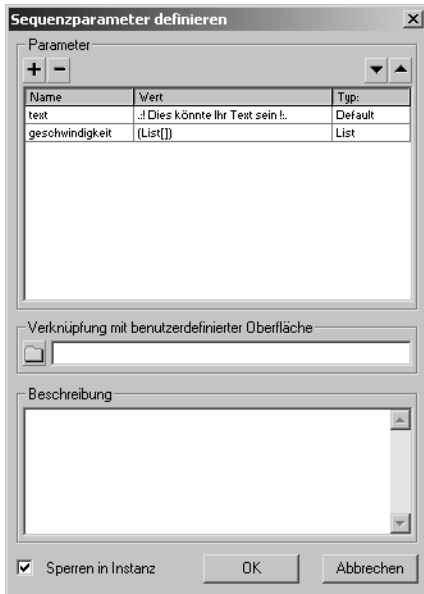 Sequenzparameter definieren
Parameter
Name Wert Typ:
text .:! Dies könnte Ihr Text sein !:. Default
geschwindigkeit (List[]) List
Verknüpfung mit benutzerdefinierter Oberfläche
Beschreibung
Sperren in Instanz OK Abbrechen